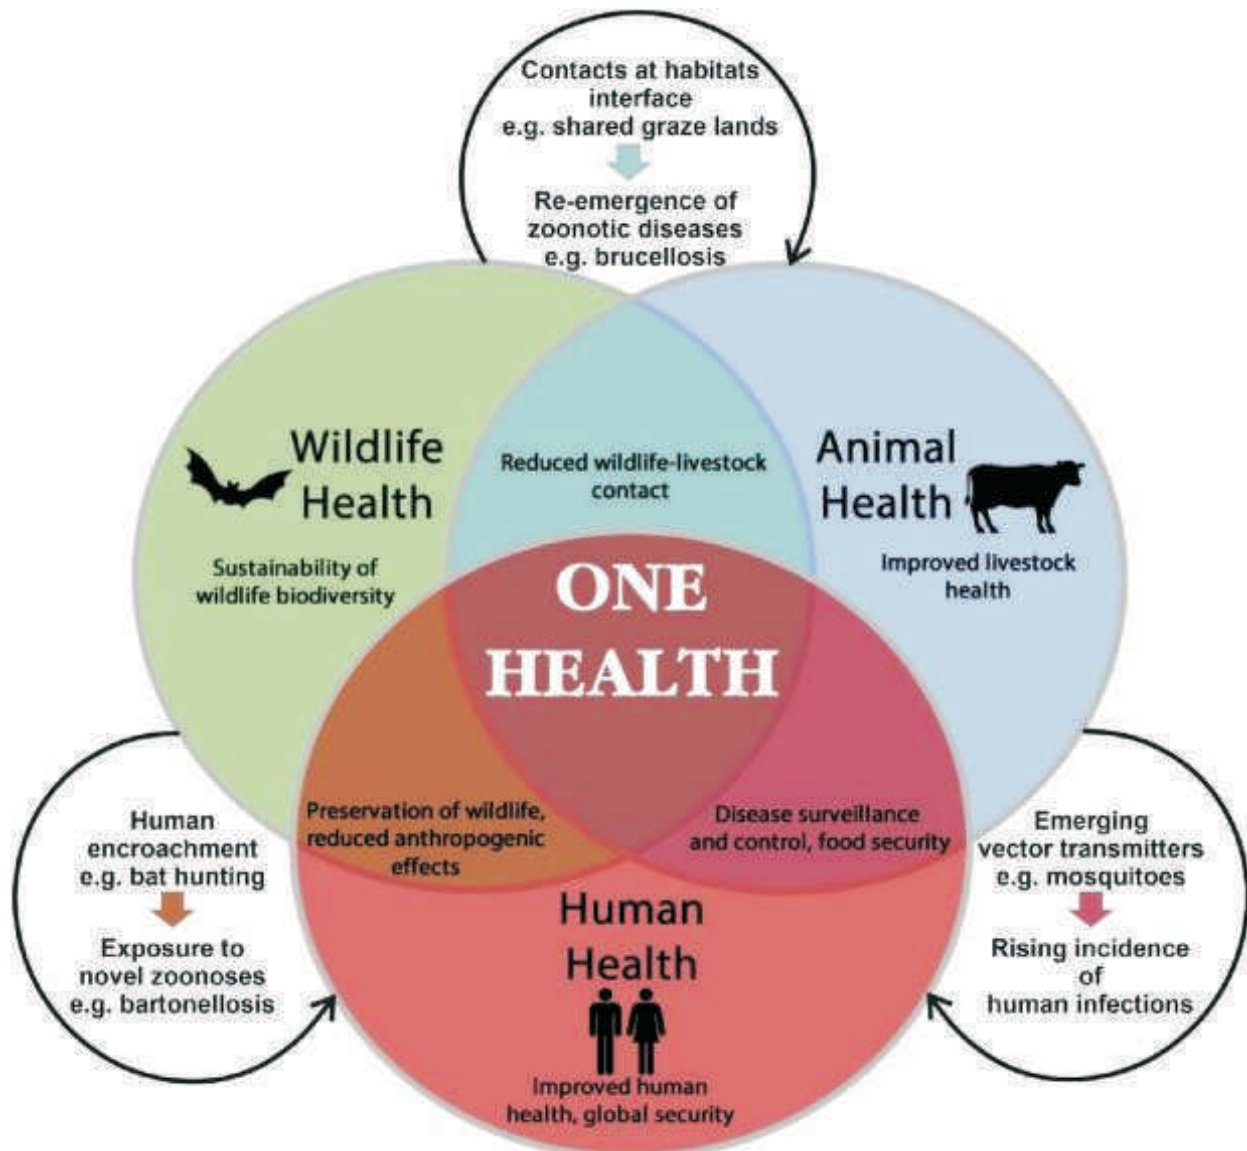 Contacts at habitats
interface
e.g. shared graze lands
Re-emergence of
zoonotic diseases
e.g. brucellosis
Wildlife
Health
Sustainability of
wildlife biodiversity
Reduced wildlife-livestock
contact
Animal
Health
Improved livestock
health
ONE
HEALTH
Human
encroachment
e.g. bat hunting
Exposure to
novel zoonoses
e.g. bartonellosis
Preservation of wildlife,
reduced anthropogenic
effects
Disease surveillance
and control, food security
Emerging
vector transmitters
e.g. mosquitoes
Rising incidence
of
human infections
Human
Health
Improved human
health, global security